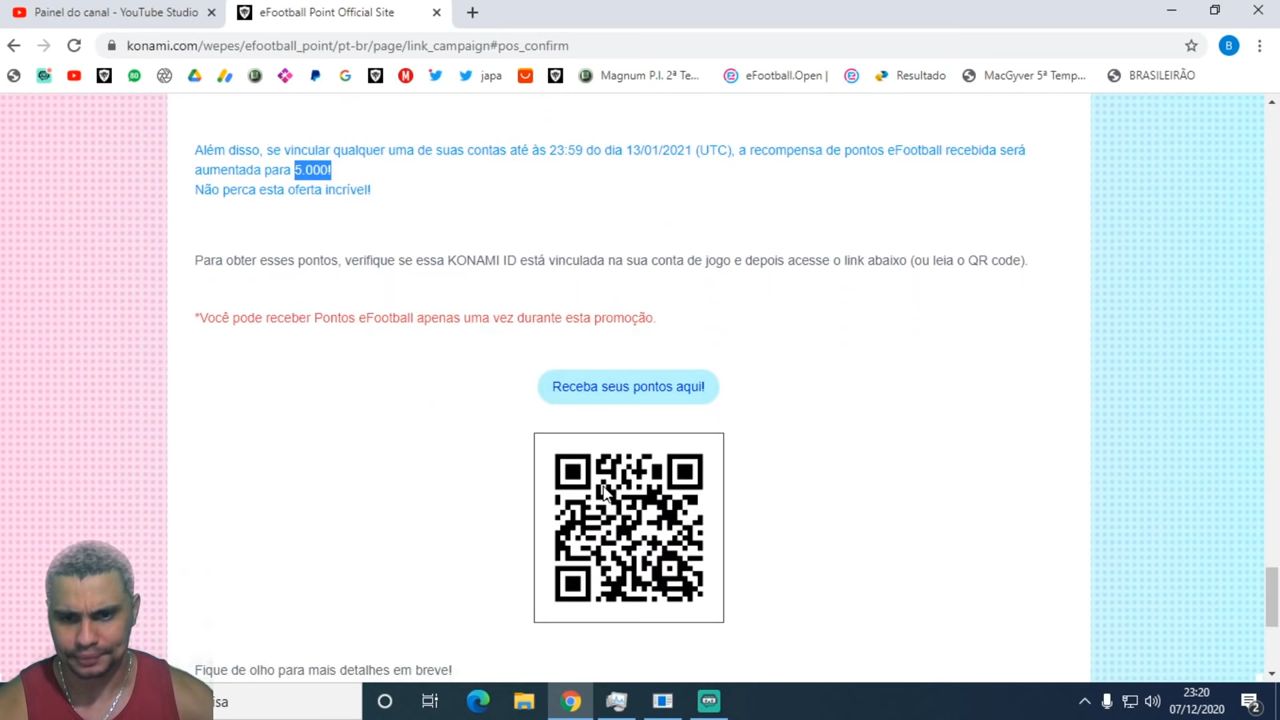 Painel do canal - YouTube Studio
eFootball Point Official Site
konami.com/wepes/efootball_point/pt-br/page/link_campaign#pos_confirm
B
japa
Magnum P.I. 2ª Te...
eFootball.Open |
Resultado
MacGyver 5ª Temp...
BRASILEIRÃO
Além disso, se vincular qualquer uma de suas contas até às 23:59 do dia 13/01/2021 (UTC), a recompensa de pontos eFootball recebida será
aumentada para 5.000!
Não perca esta oferta incrível!
Para obter esses pontos, verifique se essa KONAMI ID está vinculada na sua conta de jogo e depois acesse o link abaixo (ou leia o QR code).
*Você pode receber Pontos eFootball apenas uma vez durante esta promoção.
Receba seus pontos aqui!
Fique de olho para mais detalhes em breve!
isa
23:20
07/12/2020
2